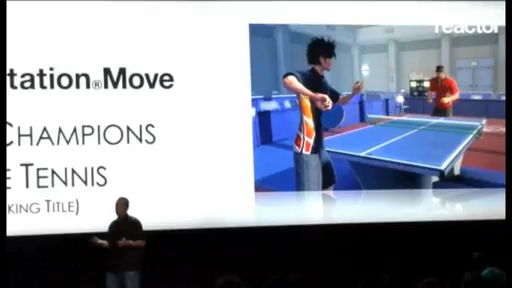 reactor
tation®Move
CHAMPIONS
E TENNIS
KING TITLE)